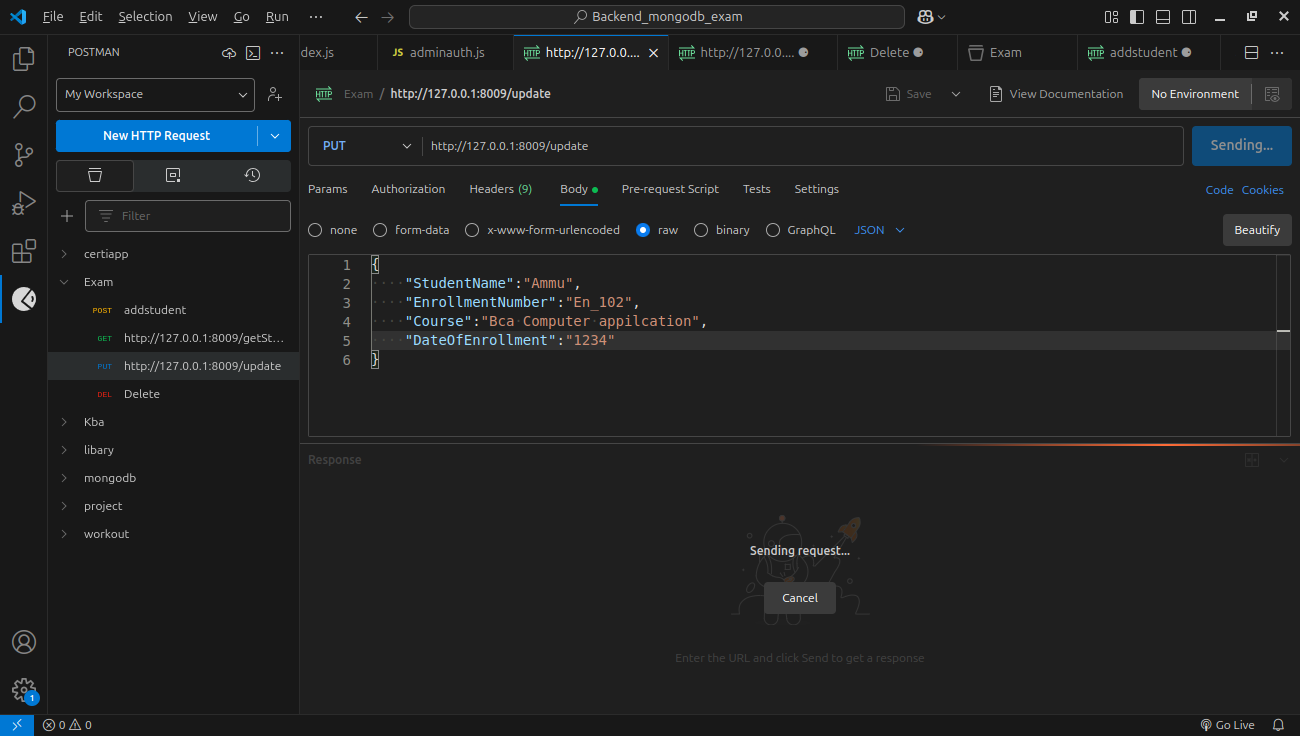 File Edit Selection View Go Run ··· Backend_mongodb_exam
POSTMAN
dex.js
JS adminauth.js
HTTP http://127.0.0....
HTTP http://127.0.0....
HTTP Delete
Exam
HTTP addstudent
My Workspace
New HTTP Request
Filter
certiapp
Exam
POST addstudent
GET http://127.0.0.1:8009/getSt...
PUT http://127.0.0.1:8009/update
DEL Delete
Kba
libary
mongodb
project
workout
HTTP Exam / http://127.0.0.1:8009/update
Save
View Documentation
No Environment
PUT http://127.0.0.1:8009/update
Sending...
Params Authorization Headers (9) Body Pre-request Script Tests Settings
Code Cookies
none form-data x-www-form-urlencoded raw binary GraphQL JSON
Beautify
1 {
2 ····"StudentName":"Ammu",
3 ····"EnrollmentNumber":"En_102",
4 ····"Course":"Bca·Computer·appilcation",
5 ····"DateOfEnrollment":"1234"
6 }
Response
Sending request...
Cancel
Enter the URL and click Send to get a response
1
0 0
Go Live